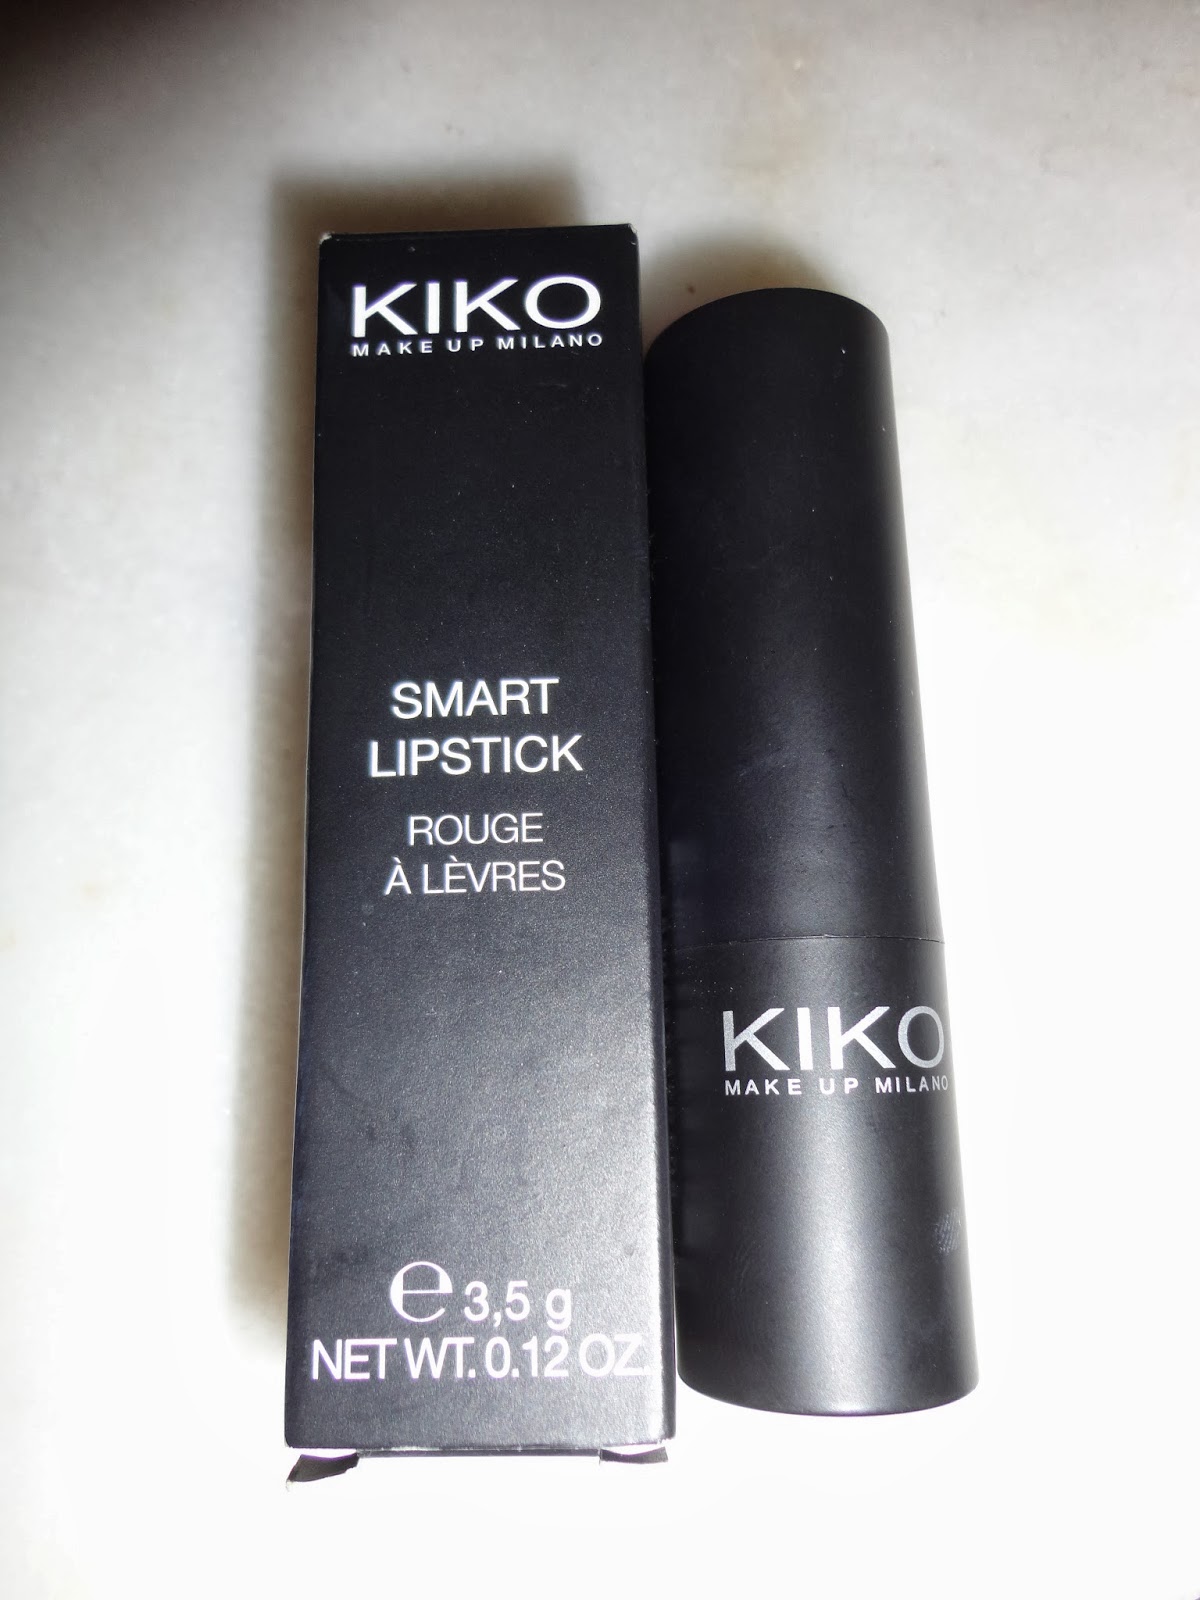 KIKO
MAKE UP MILANO
SMART
LIPSTICK
ROUGE
À LÈVRES
e 3,5 g
NET WT. 0.12 OZ.
KIKO
MAKE UP MILANO